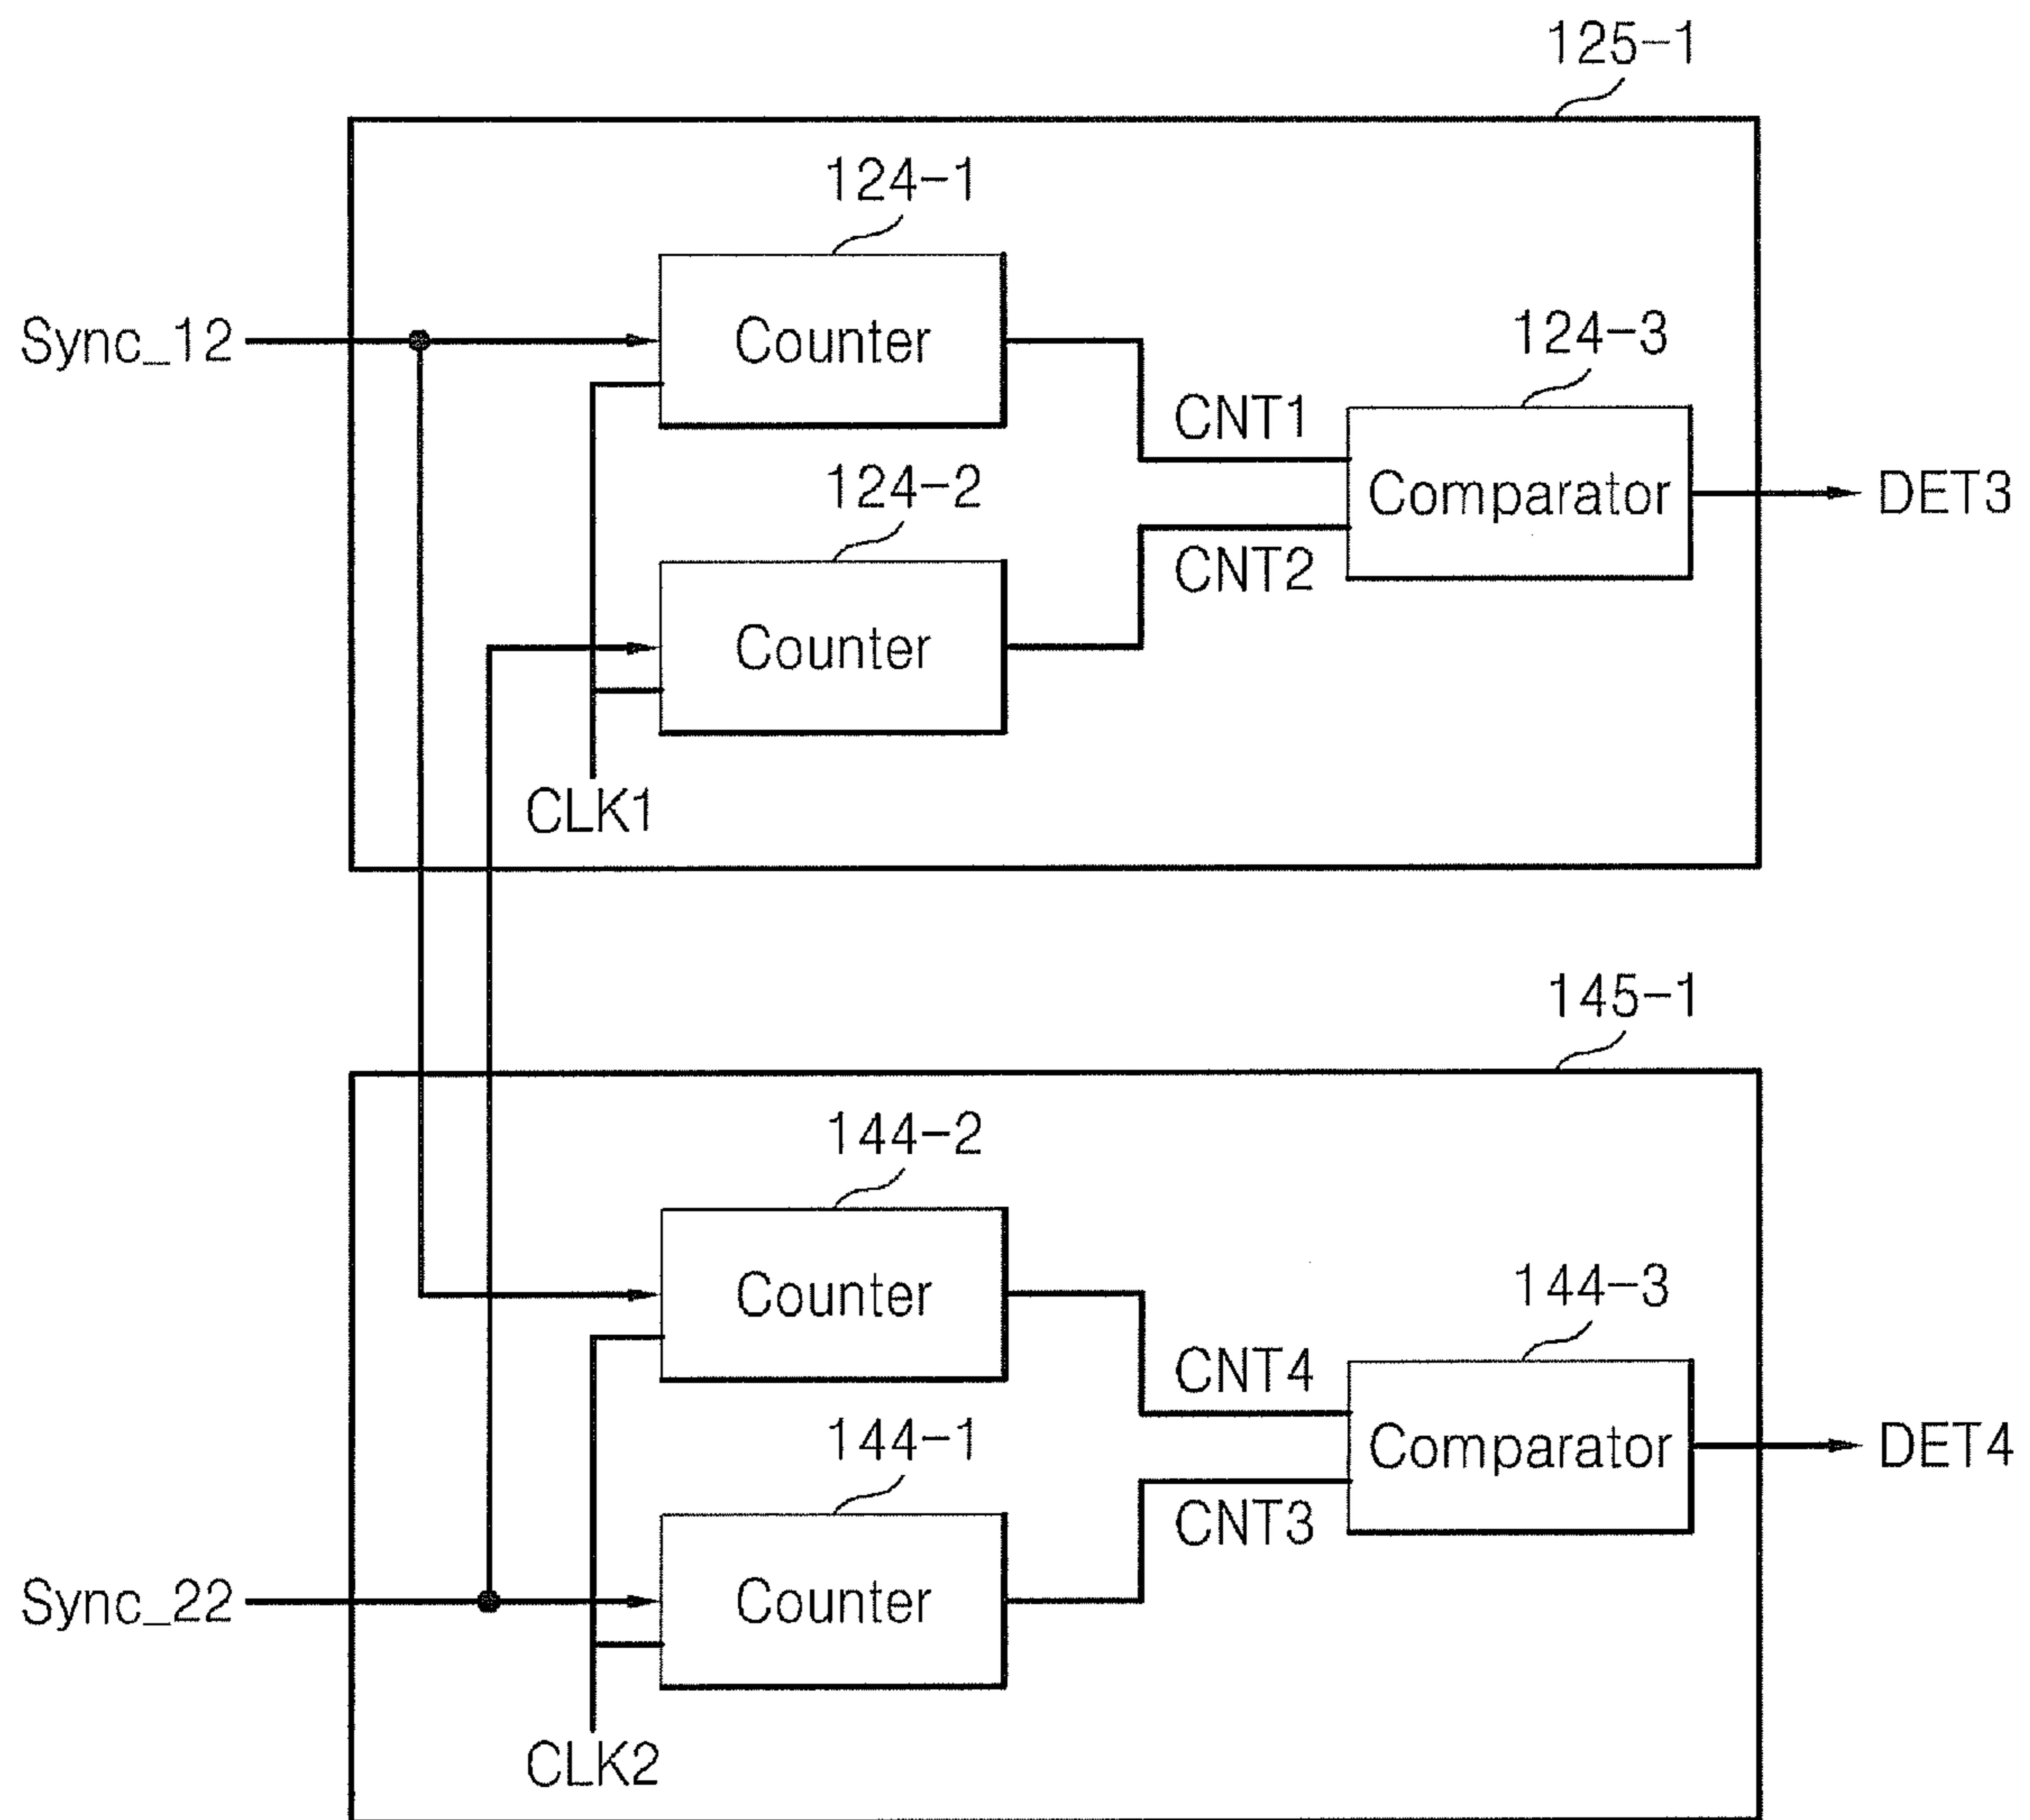 125-1
124-1
Sync_12
Counter
124-3
CNT1
124-2
Comparator
DET3
CNT2
Counter
CLK1
145-1
144-2
Counter
144-3
CNT4
144-1
Comparator
DET4
CNT3
Sync_22
Counter
CLK2